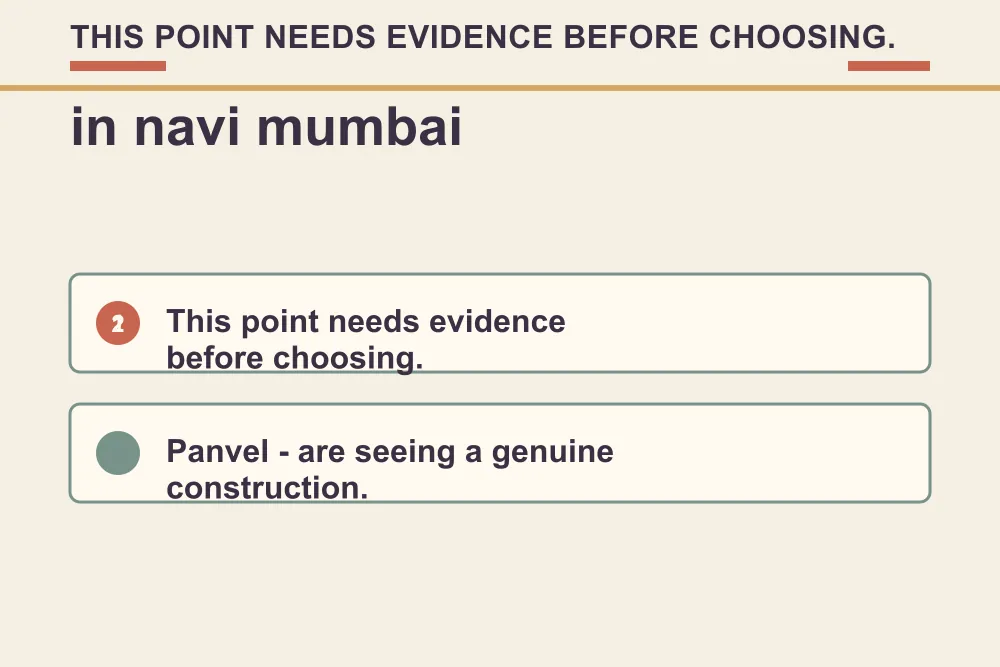 THIS POINT NEEDS EVIDENCE BEFORE CHOOSING.
in navi mumbai
2
This point needs evidence
before choosing.
Panvel - are seeing a genuine
construction.